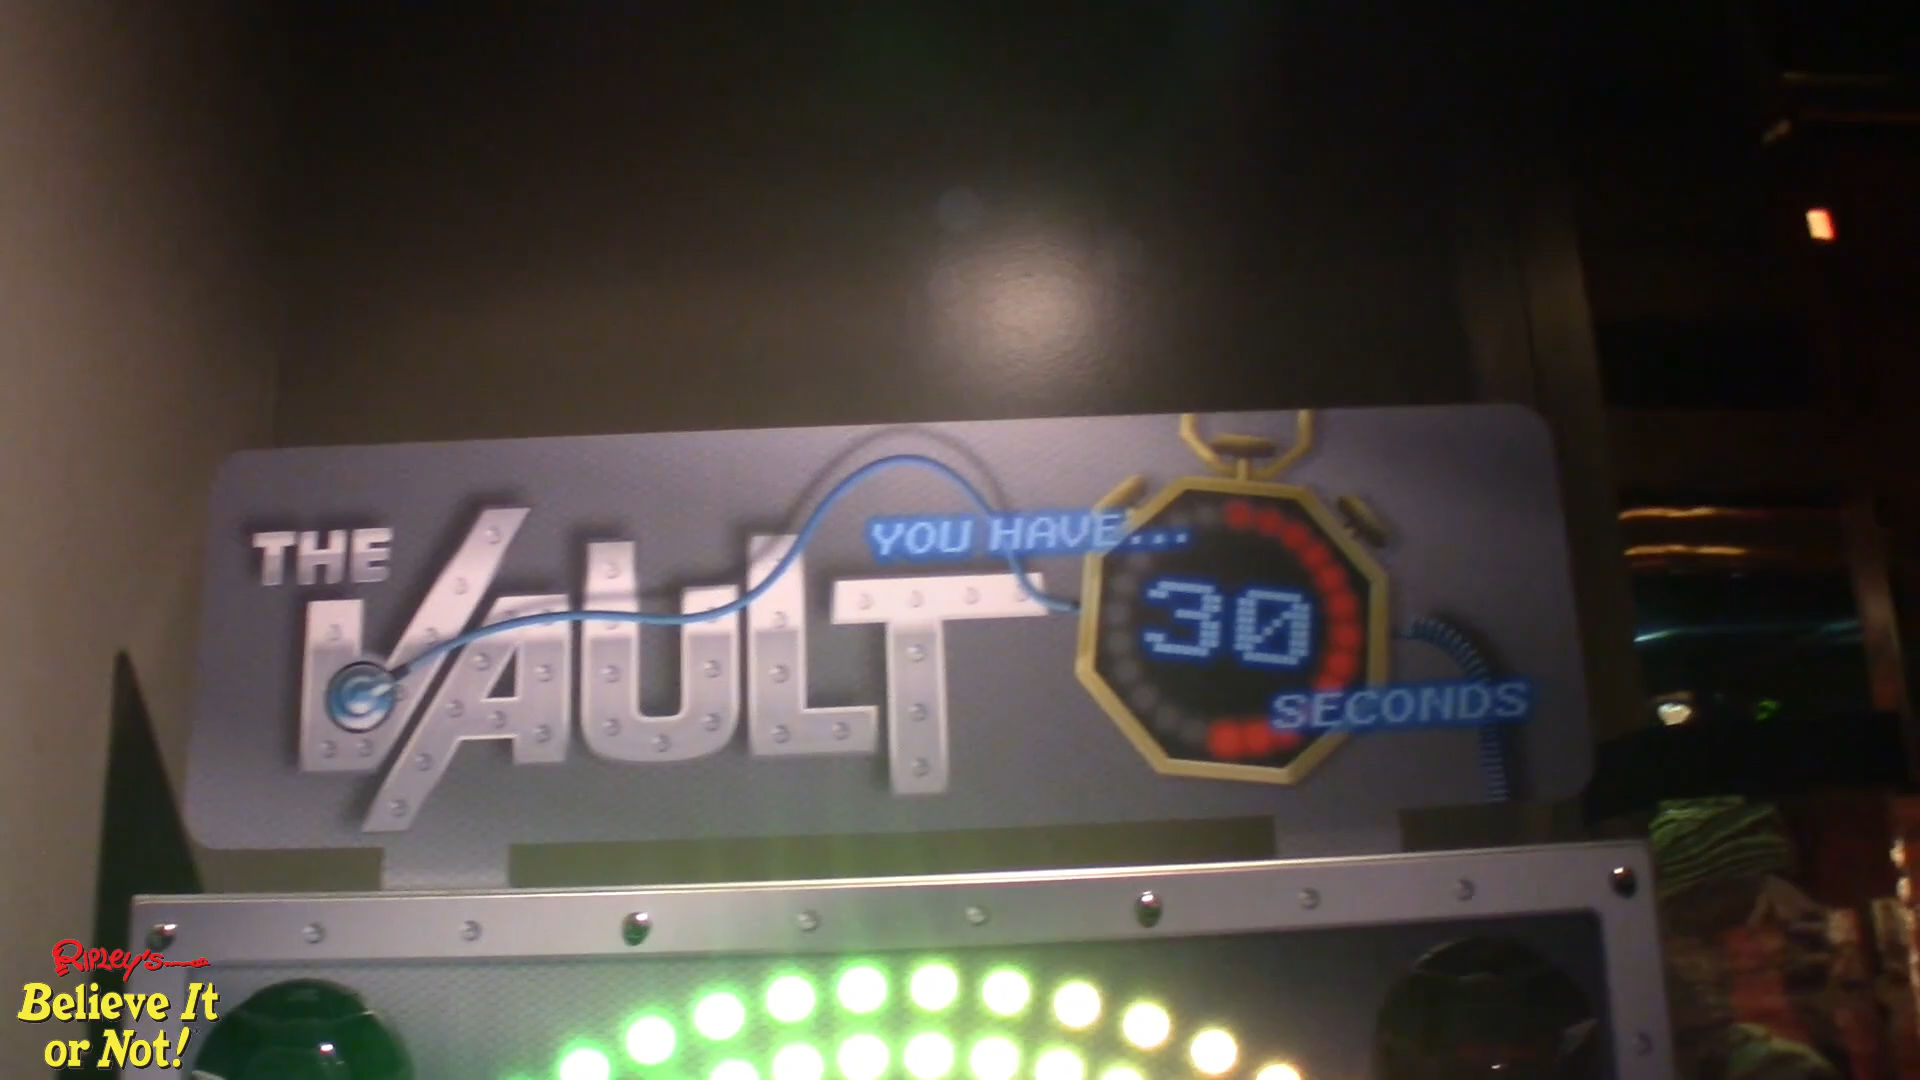 THE
VAULT
YOU HAVE...
30
SECONDS
RIPLEY'S
Believe It
or Not!